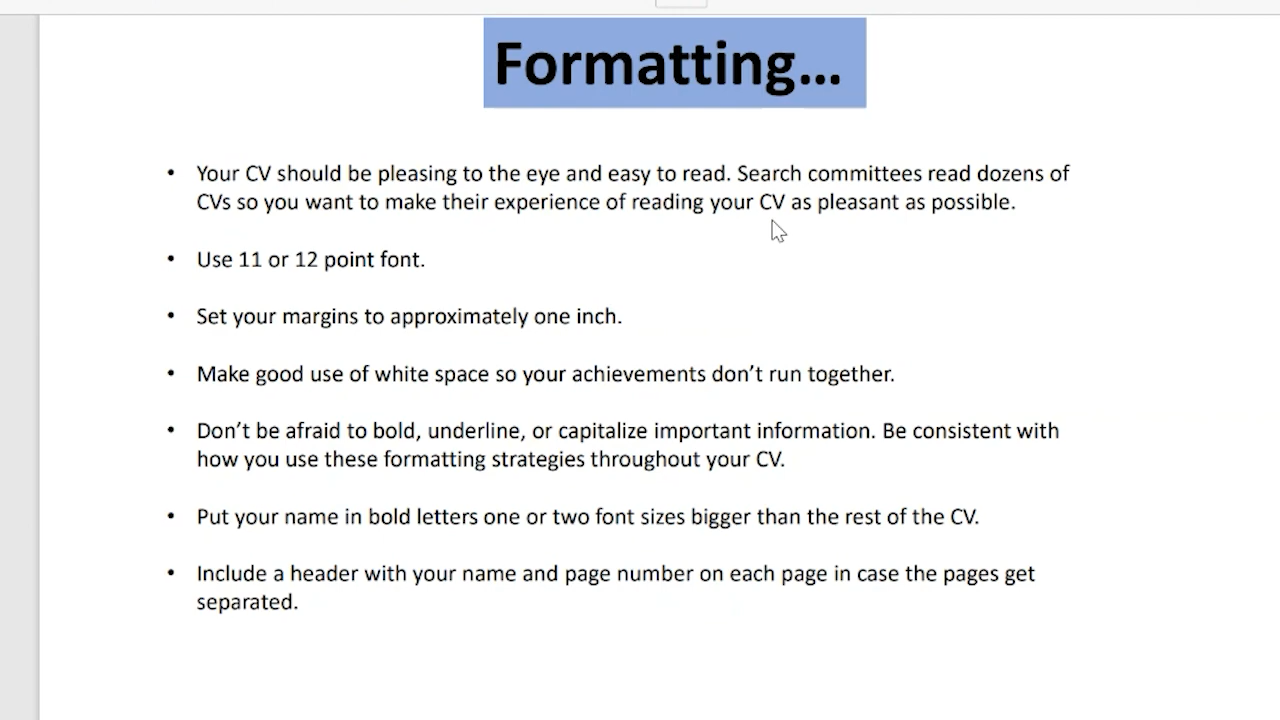 Formatting...
• Your CV should be pleasing to the eye and easy to read. Search committees read dozens of
CVs so you want to make their experience of reading your CV as pleasant as possible.
• Use 11 or 12 point font.
• Set your margins to approximately one inch.
• Make good use of white space so your achievements don’t run together.
• Don’t be afraid to bold, underline, or capitalize important information. Be consistent with
how you use these formatting strategies throughout your CV.
• Put your name in bold letters one or two font sizes bigger than the rest of the CV.
• Include a header with your name and page number on each page in case the pages get
separated.